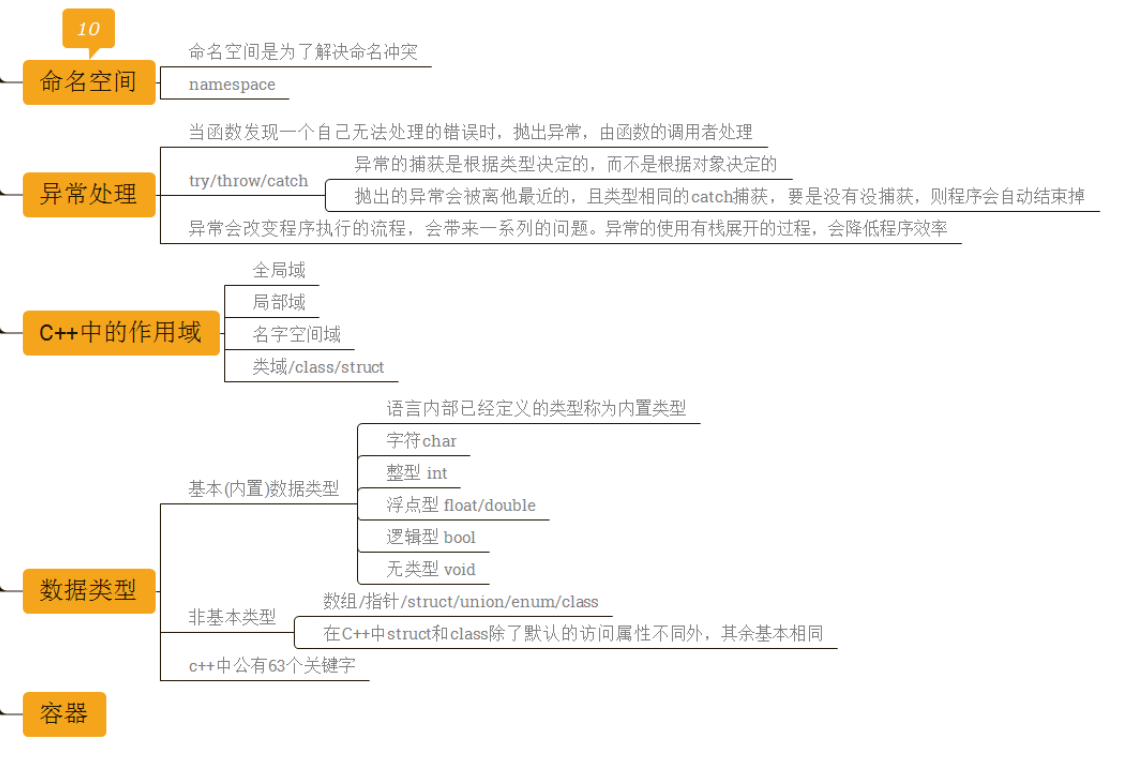 10
命名空间
命名空间是为了解决命名冲突
namespace
异常处理
当函数发现一个自己无法处理的错误时，抛出异常，由函数的调用者处理
try/throw/catch
异常的捕获是根据类型决定的，而不是根据对象决定的
抛出的异常会被离他最近的，且类型相同的catch捕获，要是没有没捕获，则程序会自动结束掉
异常会改变程序执行的流程，会带来一系列的问题。异常的使用有栈展开的过程，会降低程序效率
C++中的作用域
全局域
局部域
名字空间域
类域/class/struct
数据类型
基本(内置)数据类型
语言内部已经定义的类型称为内置类型
字符char
整型 int
浮点型 float/double
逻辑型 bool
无类型 void
非基本类型
数组/指针/struct/union/enum/class
在C++中struct和class除了默认的访问属性不同外，其余基本相同
c++中公有63个关键字
容器